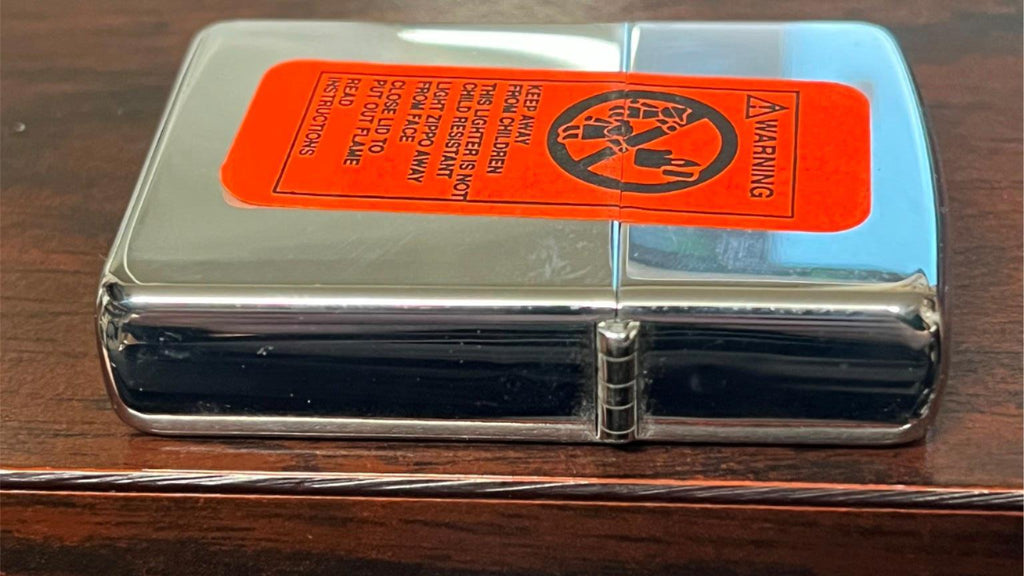 WARNING
KEEP AWAY
FROM CHILDREN
THIS LIGHTER IS NOT
CHILD RESISTANT
LIGHT ZIPPO AWAY
FROM FACE
CLOSE LID TO
PUT OUT FLAME
READ
INSTRUCTIONS